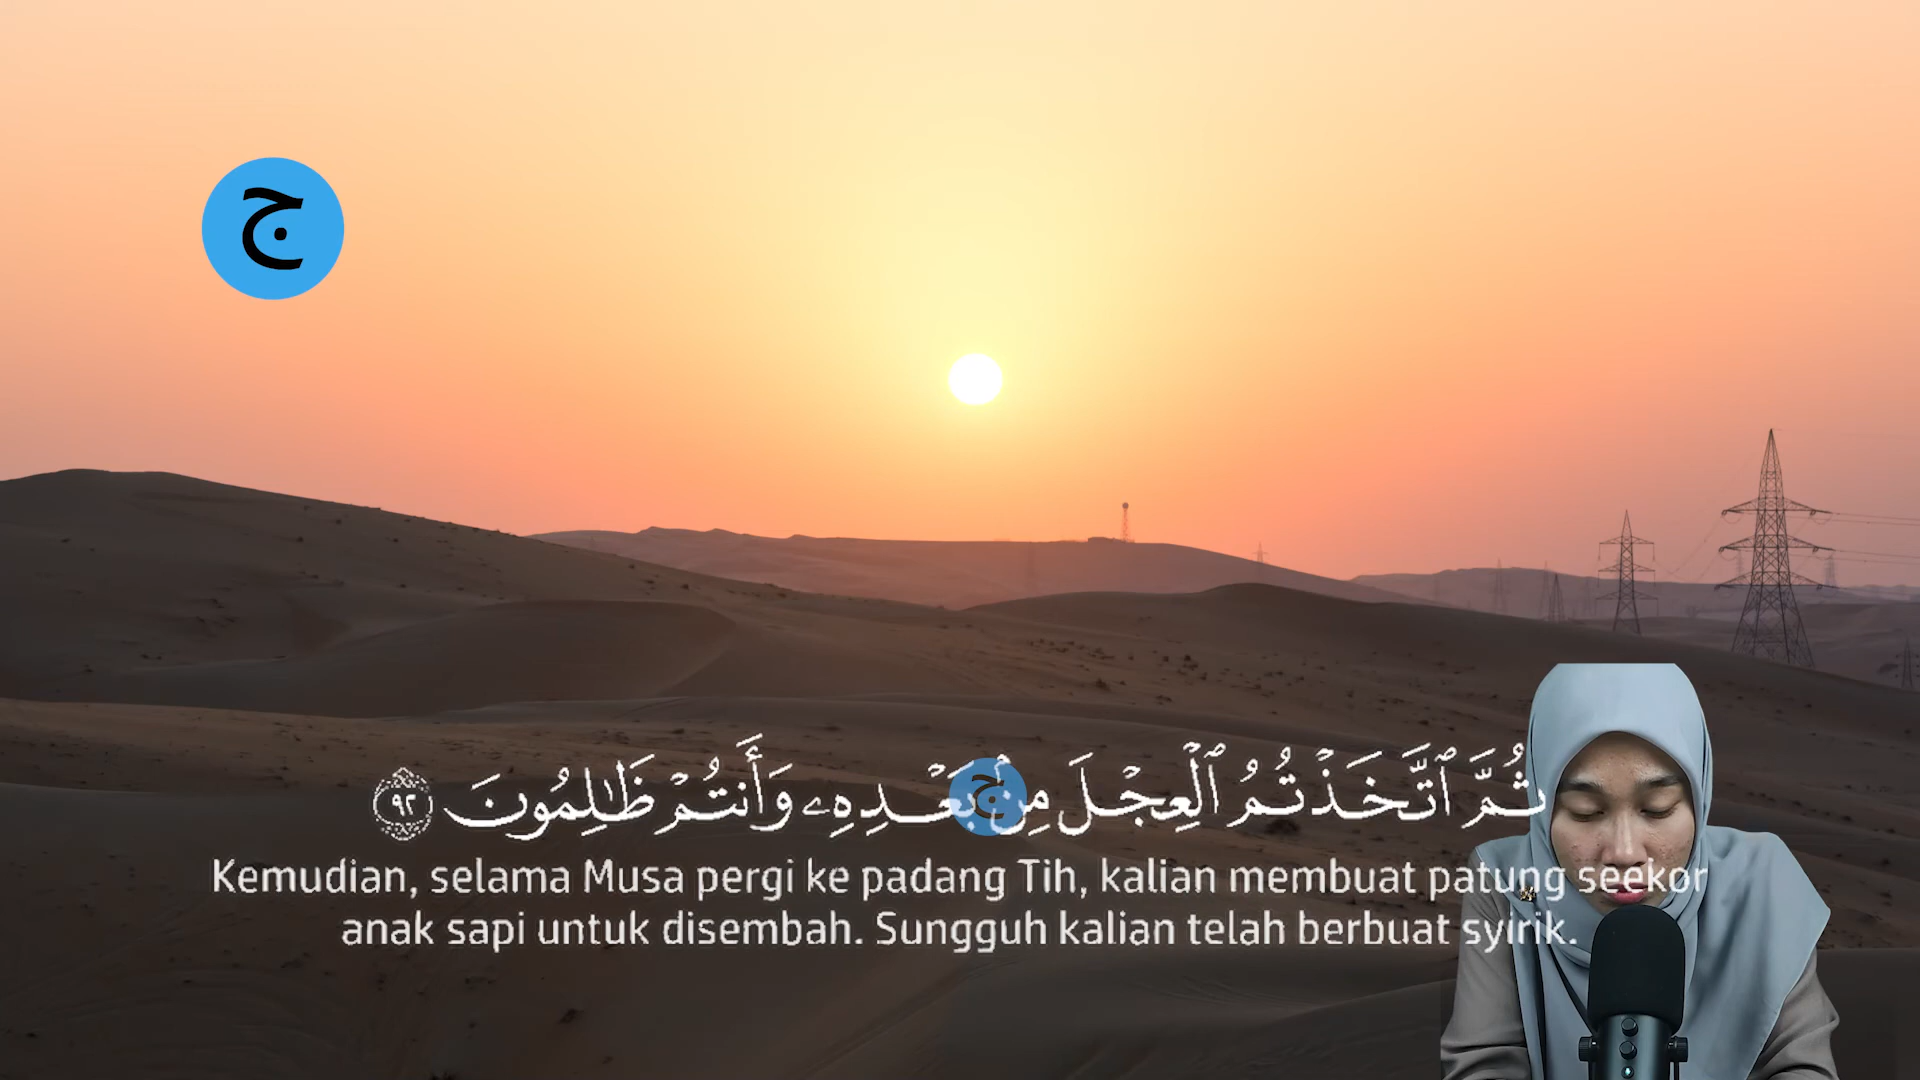 ج
ثُمَّ ٱتَّخَذْتُمُ ٱلْعِجْلَ مِنۢ بَعْدِهِۦ وَأَنتُمْ ظَٰلِمُونَ ٩٢
ج
Kemudian, selama Musa pergi ke padang Tih, kalian membuat patung seekor
anak sapi untuk disembah. Sungguh kalian telah berbuat syirik.